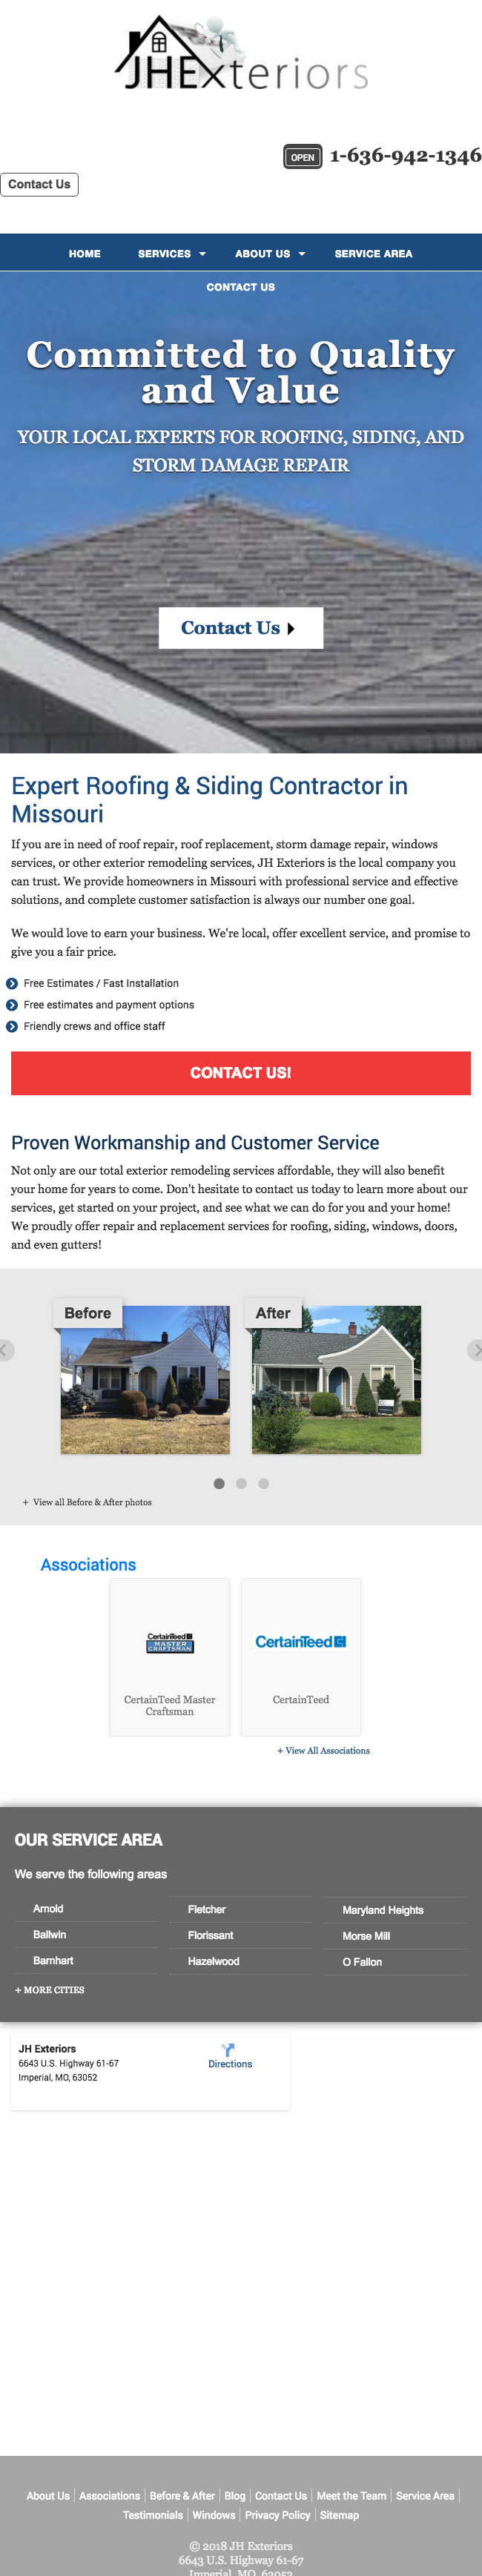 JHExteriors
OPEN 1-636-942-1346
Contact Us
HOME SERVICES ABOUT US SERVICE AREA
CONTACT US
Committed to Quality
and Value
YOUR LOCAL EXPERTS FOR ROOFING, SIDING, AND
STORM DAMAGE REPAIR
Contact Us
Expert Roofing & Siding Contractor in
Missouri
If you are in need of roof repair, roof replacement, storm damage repair, windows
services, or other exterior remodeling services, JH Exteriors is the local company you
can trust. We provide homeowners in Missouri with professional service and effective
solutions, and complete customer satisfaction is always our number one goal.
We would love to earn your business. We're local, offer excellent service, and promise to
give you a fair price.
Free Estimates / Fast Installation
Free estimates and payment options
Friendly crews and office staff
CONTACT US!
Proven Workmanship and Customer Service
Not only are our total exterior remodeling services affordable, they will also benefit
your home for years to come. Don't hesitate to contact us today to learn more about our
services, get started on your project, and see what we can do for you and your home!
We proudly offer repair and replacement services for roofing, siding, windows, doors,
and even gutters!
Before After
+ View all Before & After photos
Associations
CertainTeed
MASTER
CRAFTSMAN
CertainTeed
CertainTeed Master
Craftsman
CertainTeed
+ View All Associations
OUR SERVICE AREA
We serve the following areas
Arnold
Ballwin
Barnhart
Fletcher
Florissant
Hazelwood
Maryland Heights
Morse Mill
O Fallon
+ MORE CITIES
JH Exteriors
6643 U.S. Highway 61-67
Imperial, MO, 63052
Directions
About Us Associations Before & After Blog Contact Us Meet the Team Service Area
Testimonials Windows Privacy Policy Sitemap
© 2018 JH Exteriors
6643 U.S. Highway 61-67
Imperial, MO, 63052